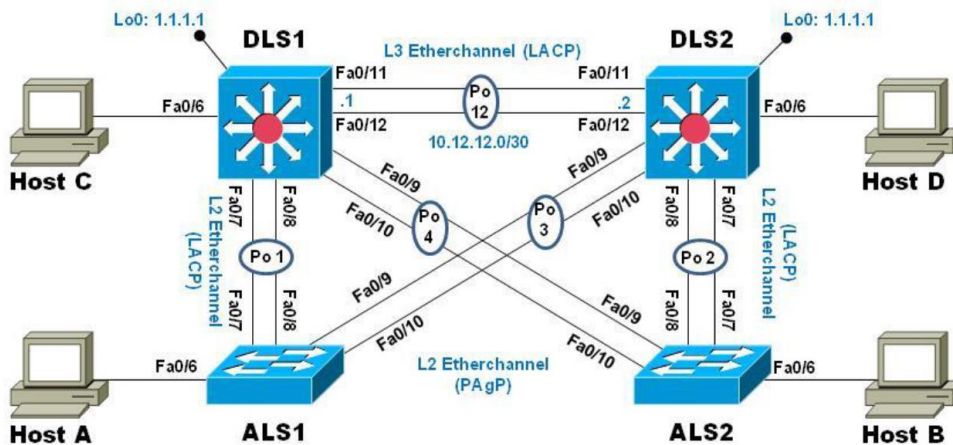 Lo0: 1.1.1.1
Lo0: 1.1.1.1
DLS1
L3 Etherchannel (LACP)
DLS2
Fa0/11
Fa0/11
Fa0/6
Po
12
Fa0/6
.1
.2
Fa0/12
Fa0/12
10.12.12.0/30
Host C
Host D
Fa0/9
Fa0/9
Fa0/7
Fa0/8
Fa0/10
Po
4
Po
3
Fa0/10
Fa0/8
Fa0/7
L2 Etherchannel
(LACP)
L2 Etherchannel
(LACP)
Po 1
Po 2
Fa0/7
Fa0/8
Fa0/9
Fa0/10
Fa0/9
Fa0/10
Fa0/8
Fa0/7
Fa0/6
L2 Etherchannel
(PAgP)
Fa0/6
Host A
ALS1
ALS2
Host B